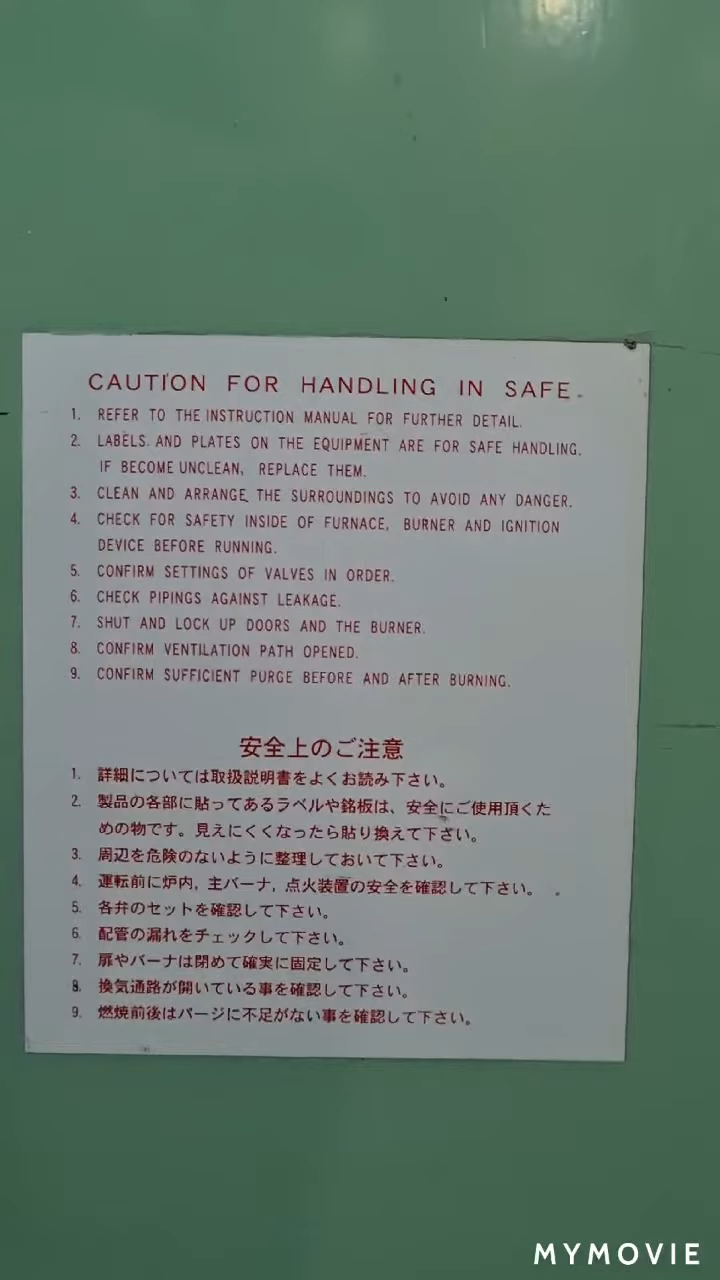 CAUTION FOR HANDLING IN SAFE.
1. REFER TO THE INSTRUCTION MANUAL FOR FURTHER DETAIL.
2. LABELS. AND PLATES ON THE EQUIPMENT ARE FOR SAFE HANDLING.
IF BECOME UNCLEAN, REPLACE THEM.
3. CLEAN AND ARRANGE THE SURROUNDINGS TO AVOID ANY DANGER.
4. CHECK FOR SAFETY INSIDE OF FURNACE, BURNER AND IGNITION
DEVICE BEFORE RUNNING.
5. CONFIRM SETTINGS OF VALVES IN ORDER.
6. CHECK PIPINGS AGAINST LEAKAGE.
7. SHUT AND LOCK UP DOORS AND THE BURNER.
8. CONFIRM VENTILATION PATH OPENED.
9. CONFIRM SUFFICIENT PURGE BEFORE AND AFTER BURNING.
安全上のご注意
1. 詳細については取扱説明書をよくお読み下さい。
2. 製品の各部に貼ってあるラベルや銘板は、安全にご使用頂くた
めの物です。見えにくくなったら貼り換えて下さい。
3. 周辺を危険のないように整理しておいて下さい。
4. 運転前に炉内, 主バーナ, 点火装置の安全を確認して下さい。
5. 各弁のセットを確認して下さい。
6. 配管の漏れをチェックして下さい。
7. 扉やバーナは閉めて確実に固定して下さい。
8. 換気通路が開いている事を確認して下さい。
9. 燃焼前後はパージに不足がない事を確認して下さい。
MYMOVIE